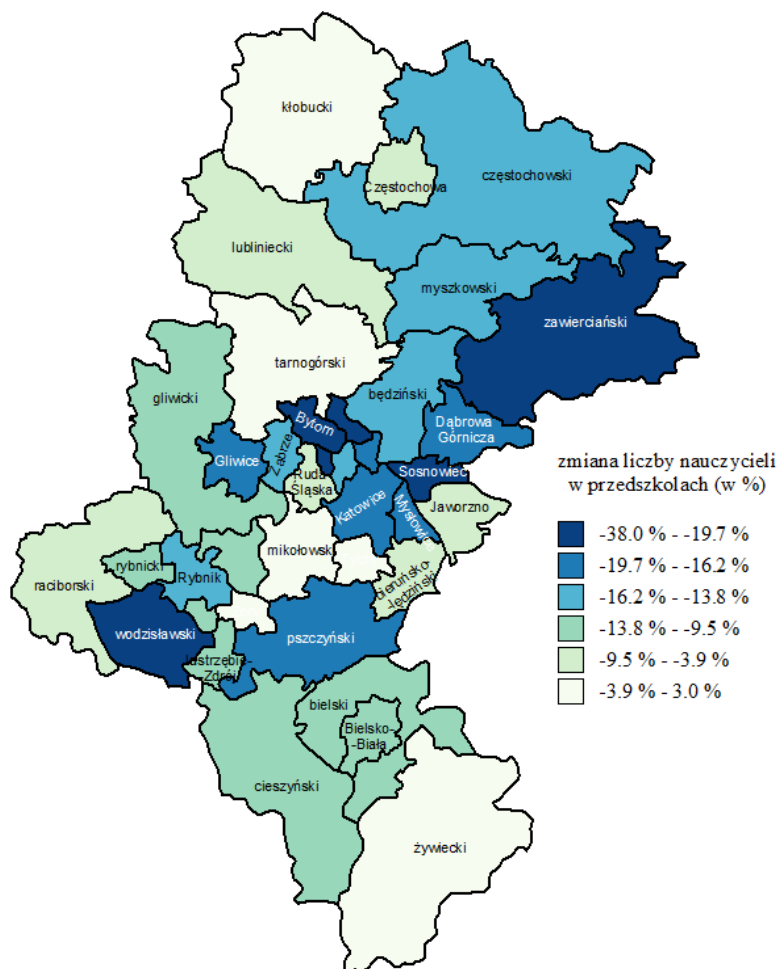 kłobucki
częstochowski
Częstochowa
lubliniecki
myszkowski
zawierciański
tarnogórski
gliwicki
będziński
Bytom
Dąbrowa
Górnicza
Zabrze
Gliwice
Sosnowiec
Ruda
Śląska
Jaworzno
Katowice
Mysłowice
mikołowsk
rybnicki
Rybnik
raciborski
bieruńsko-
-lędziński
wodzisławski
pszczyński
Jastrzębie-
-Zdrój
bielski
Bielsko-
-Biała
cieszyński
żywiecki
zmiana liczby nauczycieli
w przedszkolach (w %)
-38.0 % - -19.7 %
-19.7 % - -16.2 %
-16.2 % - -13.8 %
-13.8 % - -9.5 %
-9.5 % - -3.9 %
-3.9 % - 3.0 %